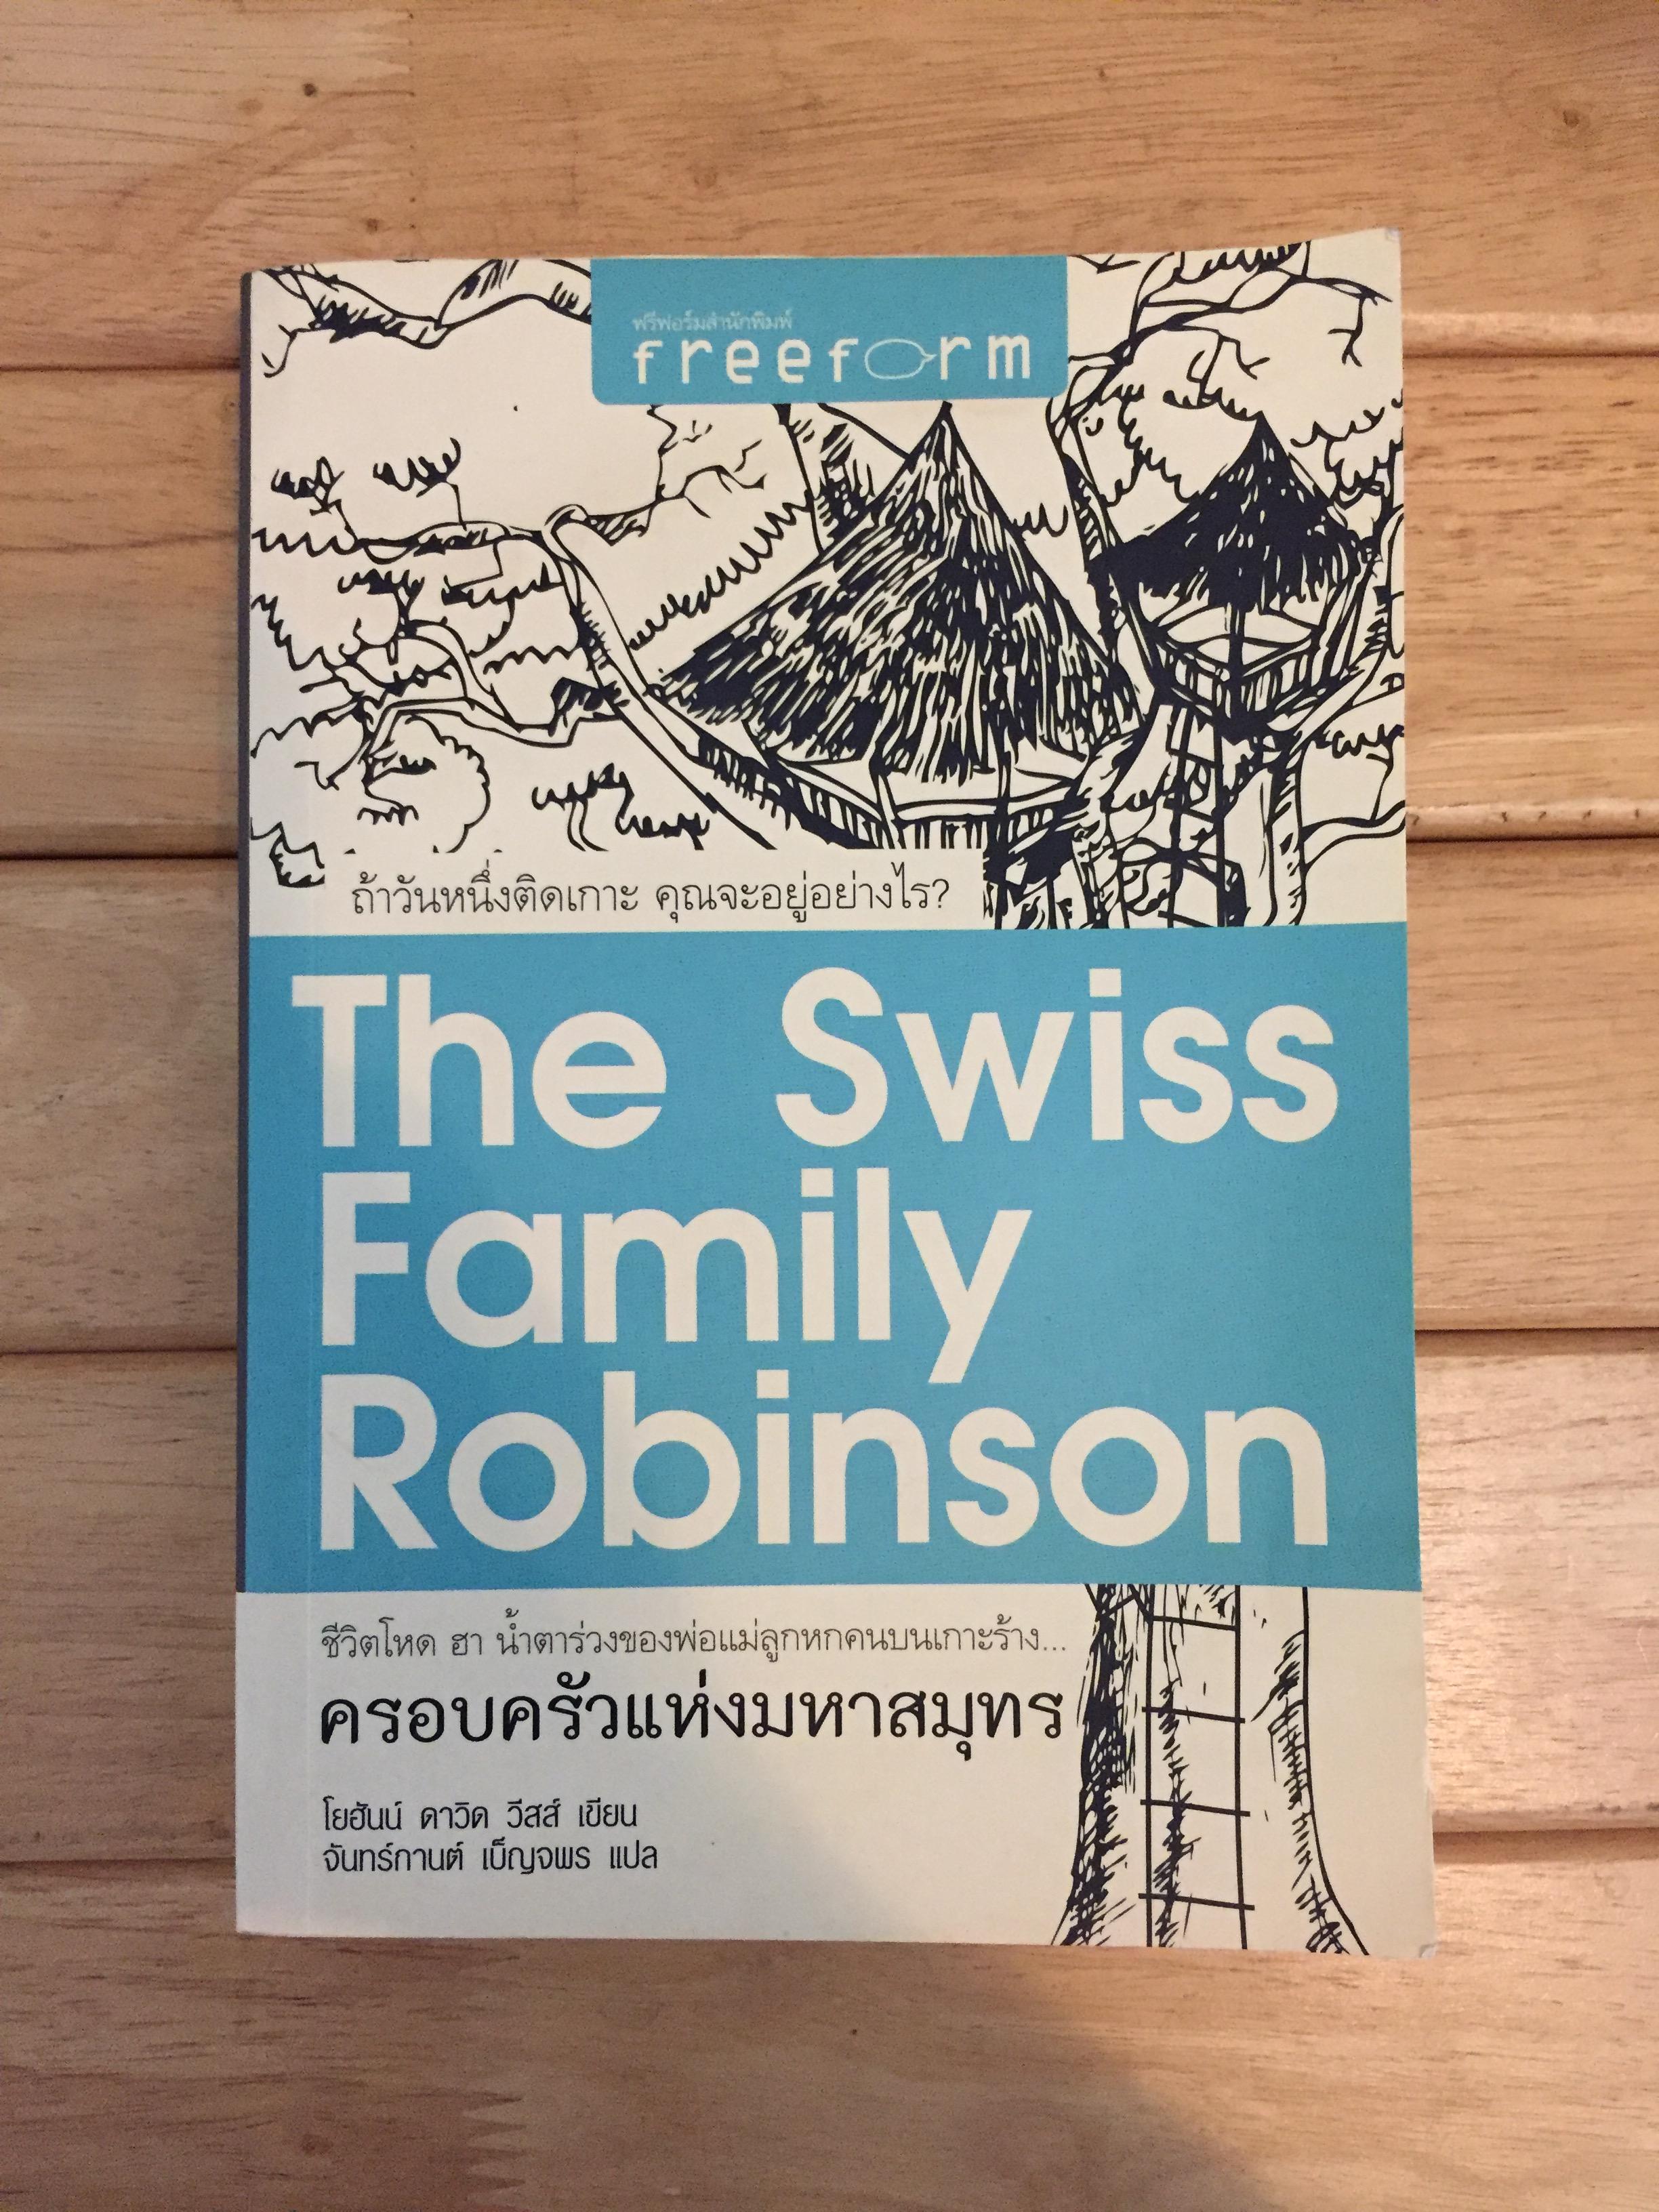 ฟรีฟอร์มสำนักพิมพ์
freeform
ถ้าวันหนึ่งติดเกาะ คุณจะอยู่อย่างไร?
The Swiss
Family
Robinson
ชีวิตโหด ฮา น้ำตาร่วงของพ่อแม่ลูกหกคนบนเกาะร้าง...
ครอบครัวแห่งมหาสมุทร
โยฮันน์ ดาวิด วีสส์ เขียน
จันทร์กานต์ เบ็ญจพร แปล